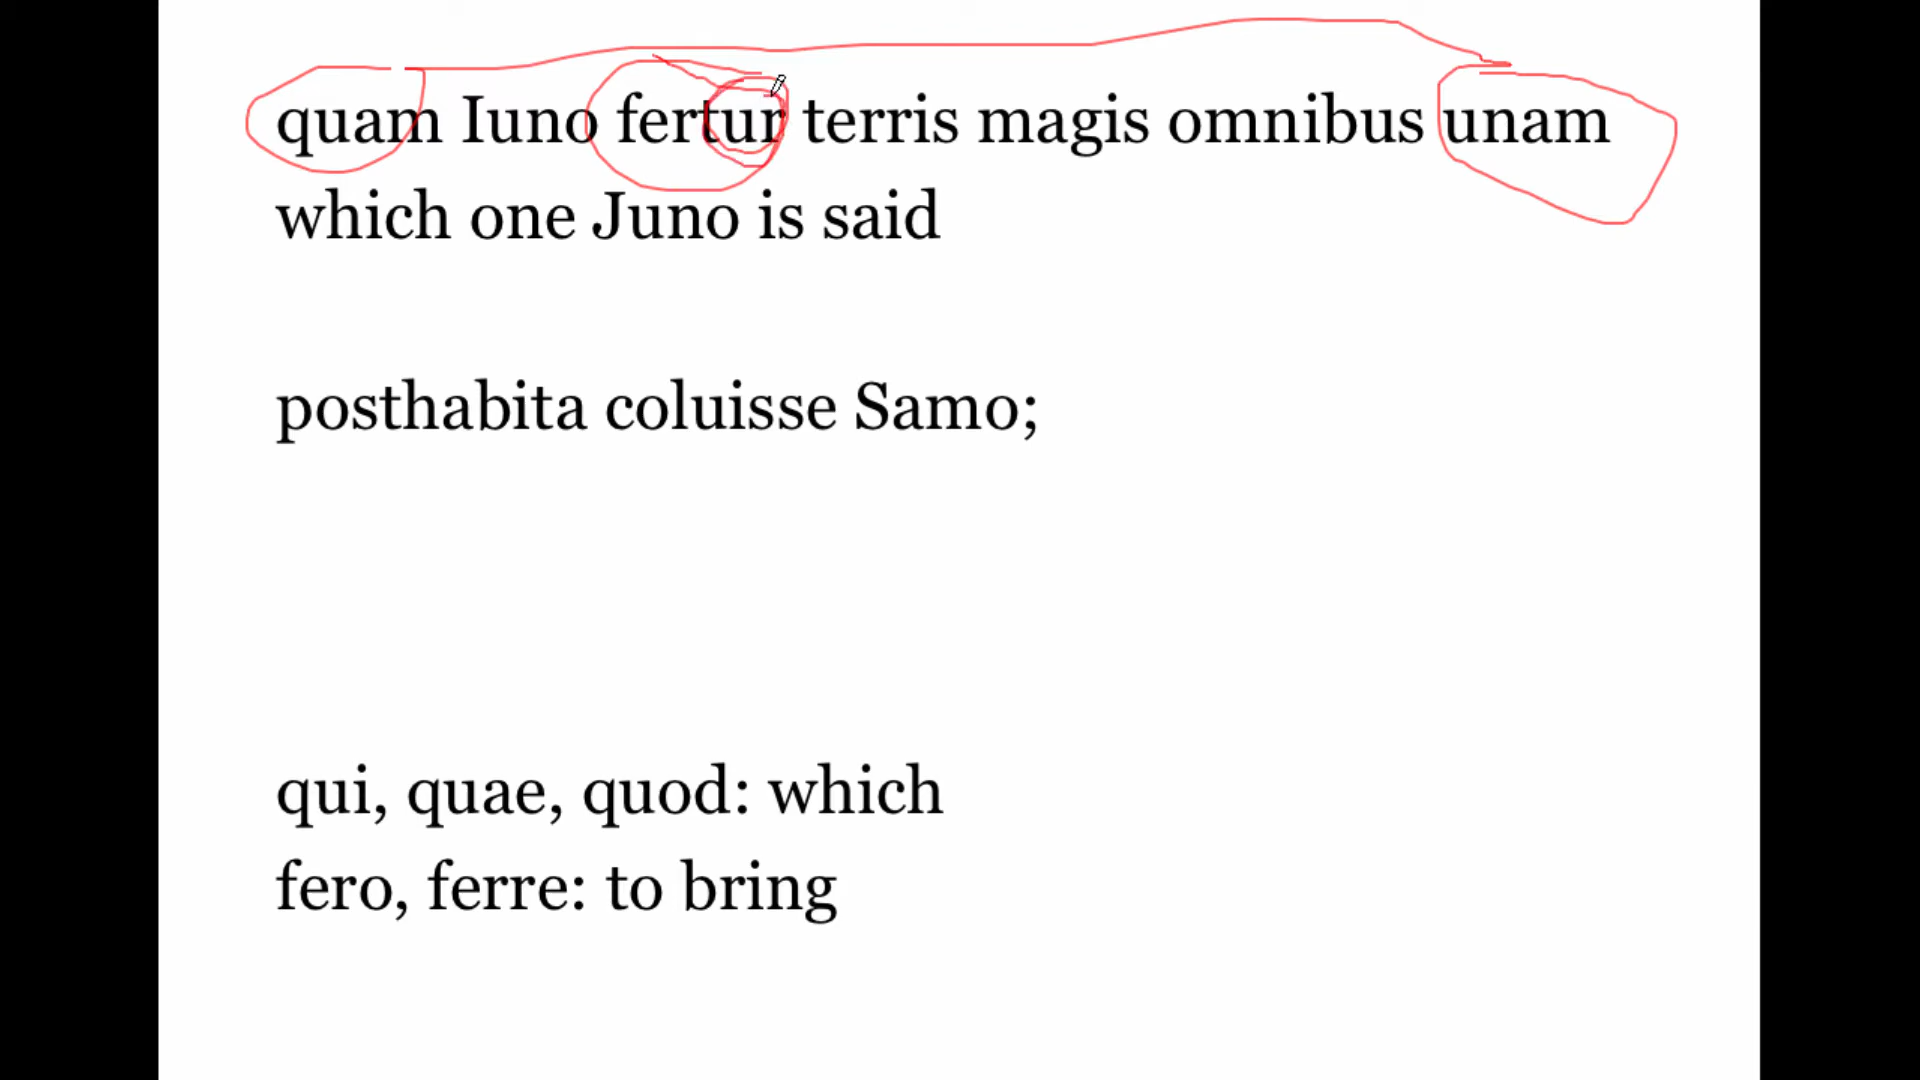 quam Iuno fertur terris magis omnibus unam
which one Juno is said
posthabita coluisse Samo;
qui, quae, quod: which
fero, ferre: to bring